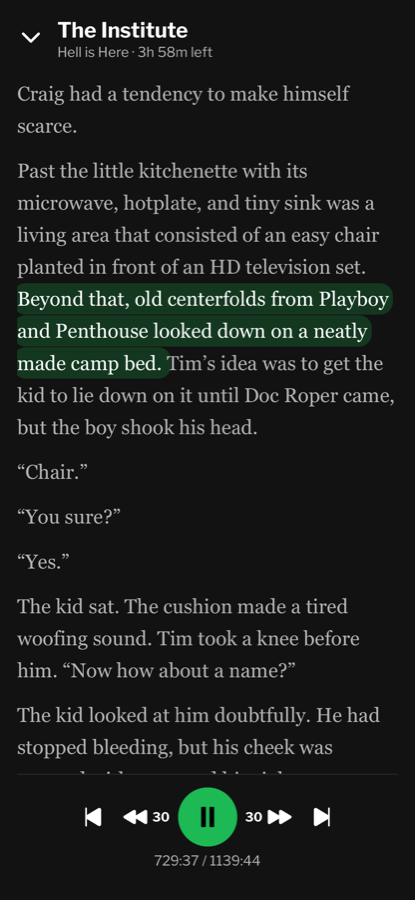 The Institute
Hell is Here · 3h 58m left
Craig had a tendency to make himself
scarce.
Past the little kitchenette with its
microwave, hotplate, and tiny sink was a
living area that consisted of an easy chair
planted in front of an HD television set.
Beyond that, old centerfolds from Playboy
and Penthouse looked down on a neatly
made camp bed. Tim’s idea was to get the
kid to lie down on it until Doc Roper came,
but the boy shook his head.
“Chair.”
“You sure?”
“Yes.”
The kid sat. The cushion made a tired
woofing sound. Tim took a knee before
him. “Now how about a name?”
The kid looked at him doubtfully. He had
stopped bleeding, but his cheek was
30 30
729:37 / 1139:44